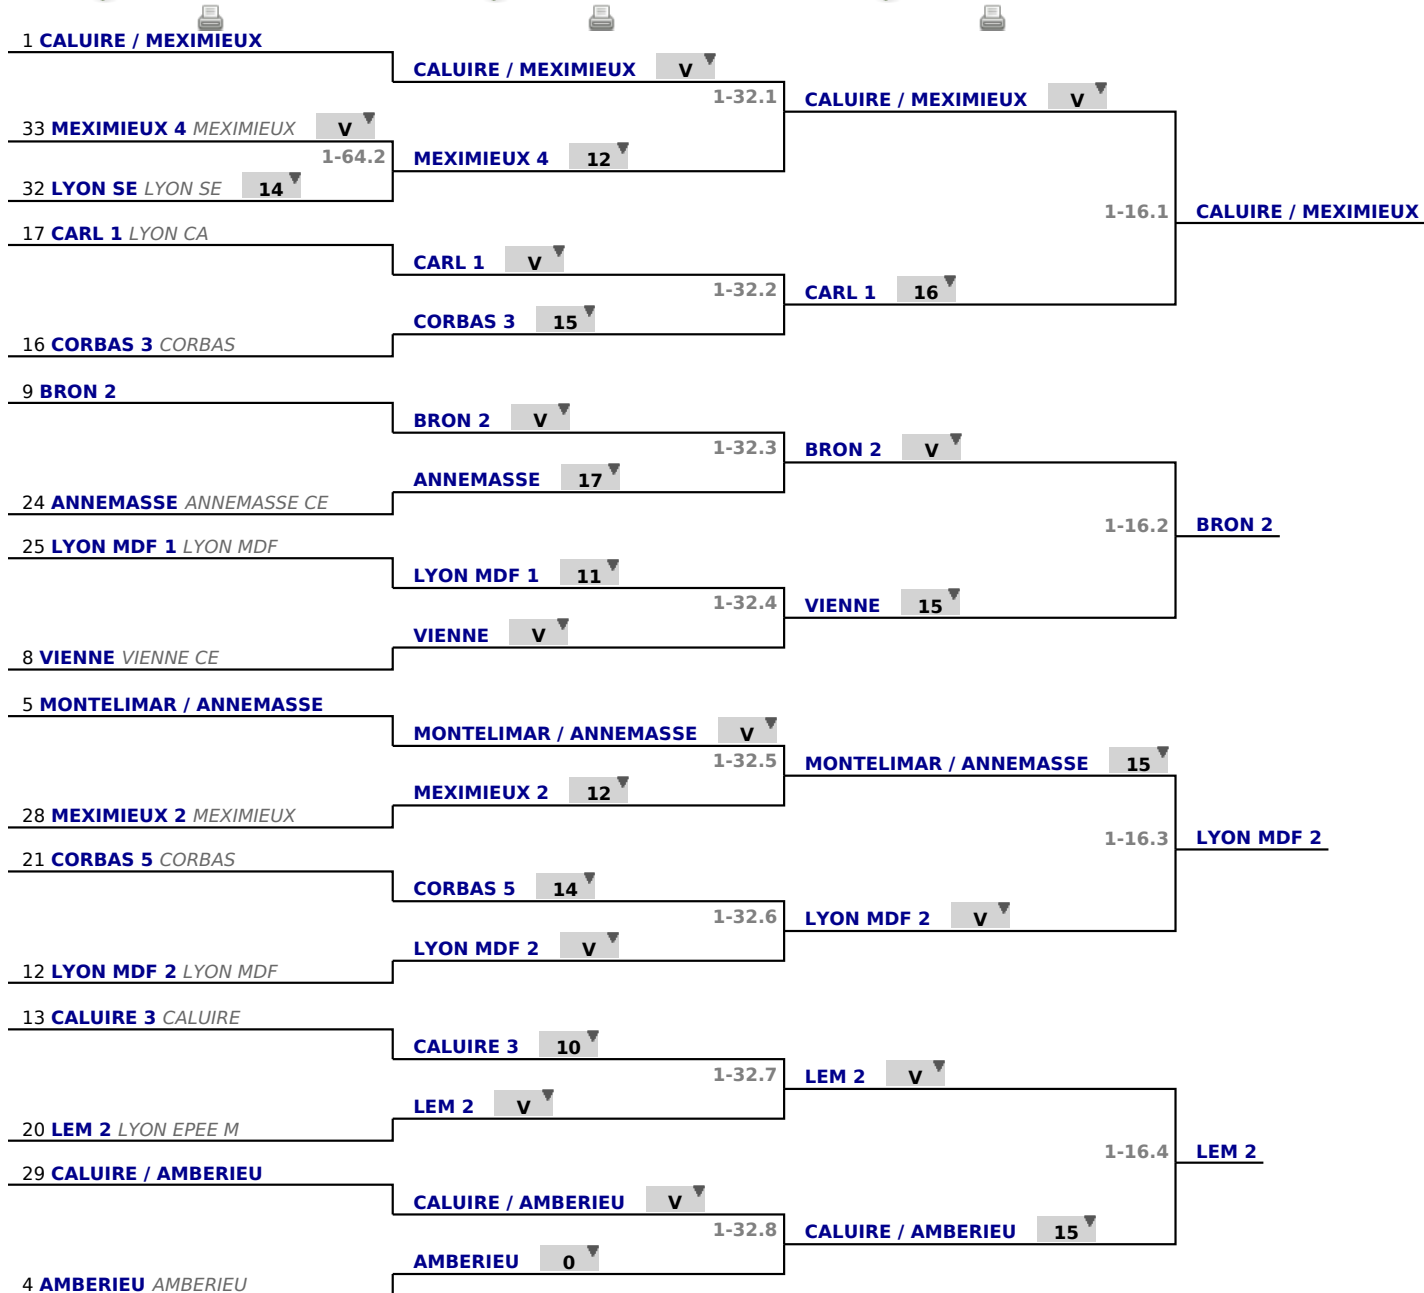 1 CALUIRE / MEXIMIEUX
CALUIRE / MEXIMIEUX V
1-32.1
CALUIRE / MEXIMIEUX V
33 MEXIMIEUX 4 MEXIMIEUX V
1-64.2
MEXIMIEUX 4 12
32 LYON SE LYON SE 14
1-16.1
CALUIRE / MEXIMIEUX
17 CARL 1 LYON CA
CARL 1 V
1-32.2
CARL 1 16
CORBAS 3 15
16 CORBAS 3 CORBAS
9 BRON 2
BRON 2 V
1-32.3
BRON 2 V
ANNEMASSE 17
24 ANNEMASSE ANNEMASSE CE
1-16.2
BRON 2
25 LYON MDF 1 LYON MDF
LYON MDF 1 11
1-32.4
VIENNE 15
VIENNE V
8 VIENNE VIENNE CE
5 MONTELIMAR / ANNEMASSE
MONTELIMAR / ANNEMASSE V
1-32.5
MONTELIMAR / ANNEMASSE 15
MEXIMIEUX 2 12
28 MEXIMIEUX 2 MEXIMIEUX
1-16.3
LYON MDF 2
21 CORBAS 5 CORBAS
CORBAS 5 14
1-32.6
LYON MDF 2 V
LYON MDF 2 V
12 LYON MDF 2 LYON MDF
13 CALUIRE 3 CALUIRE
CALUIRE 3 10
1-32.7
LEM 2 V
LEM 2 V
20 LEM 2 LYON EPEE M
1-16.4
LEM 2
29 CALUIRE / AMBERIEU
CALUIRE / AMBERIEU V
1-32.8
CALUIRE / AMBERIEU 15
AMBERIEU 0
4 AMBERIEU AMBERIEU